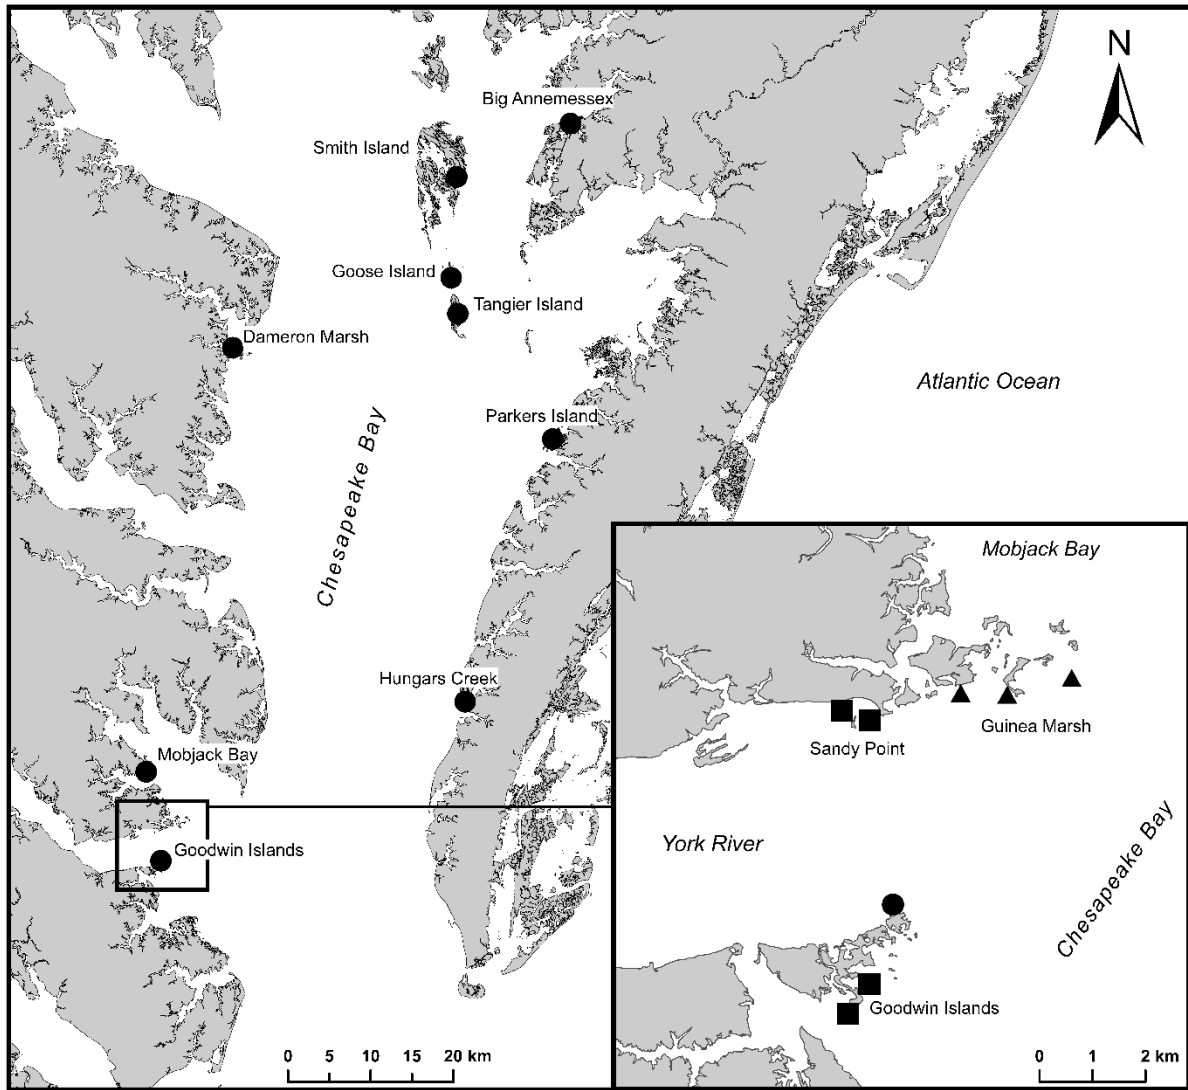 N
Big Annemessex
Smith Island
Goose Island
Tangier Island
Dameron Marsh
Atlantic Ocean
Parkers Island
Chesapeake Bay
Mobjack Bay
Hungars Creek
Guinea Marsh
Sandy Point
Mobjack Bay
York River
Chesapeake Bay
Goodwin Islands
Goodwin Islands
0 5 10 15 20 km
0 1 2 km